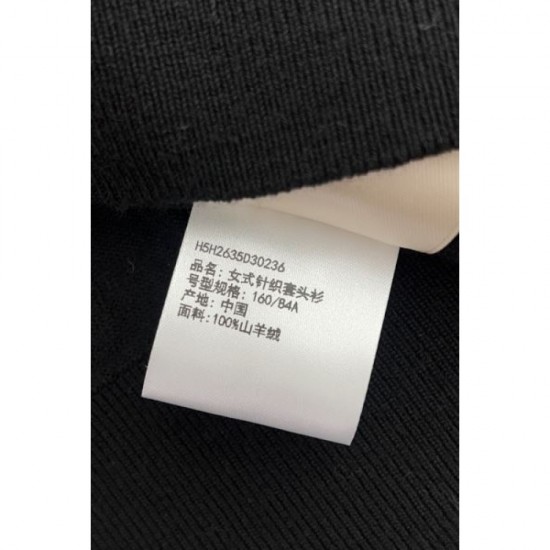 H5H2635D30236
品名: 女式针织套头衫
号型规格: 160/84A
产地: 中国
面料: 100%山羊绒